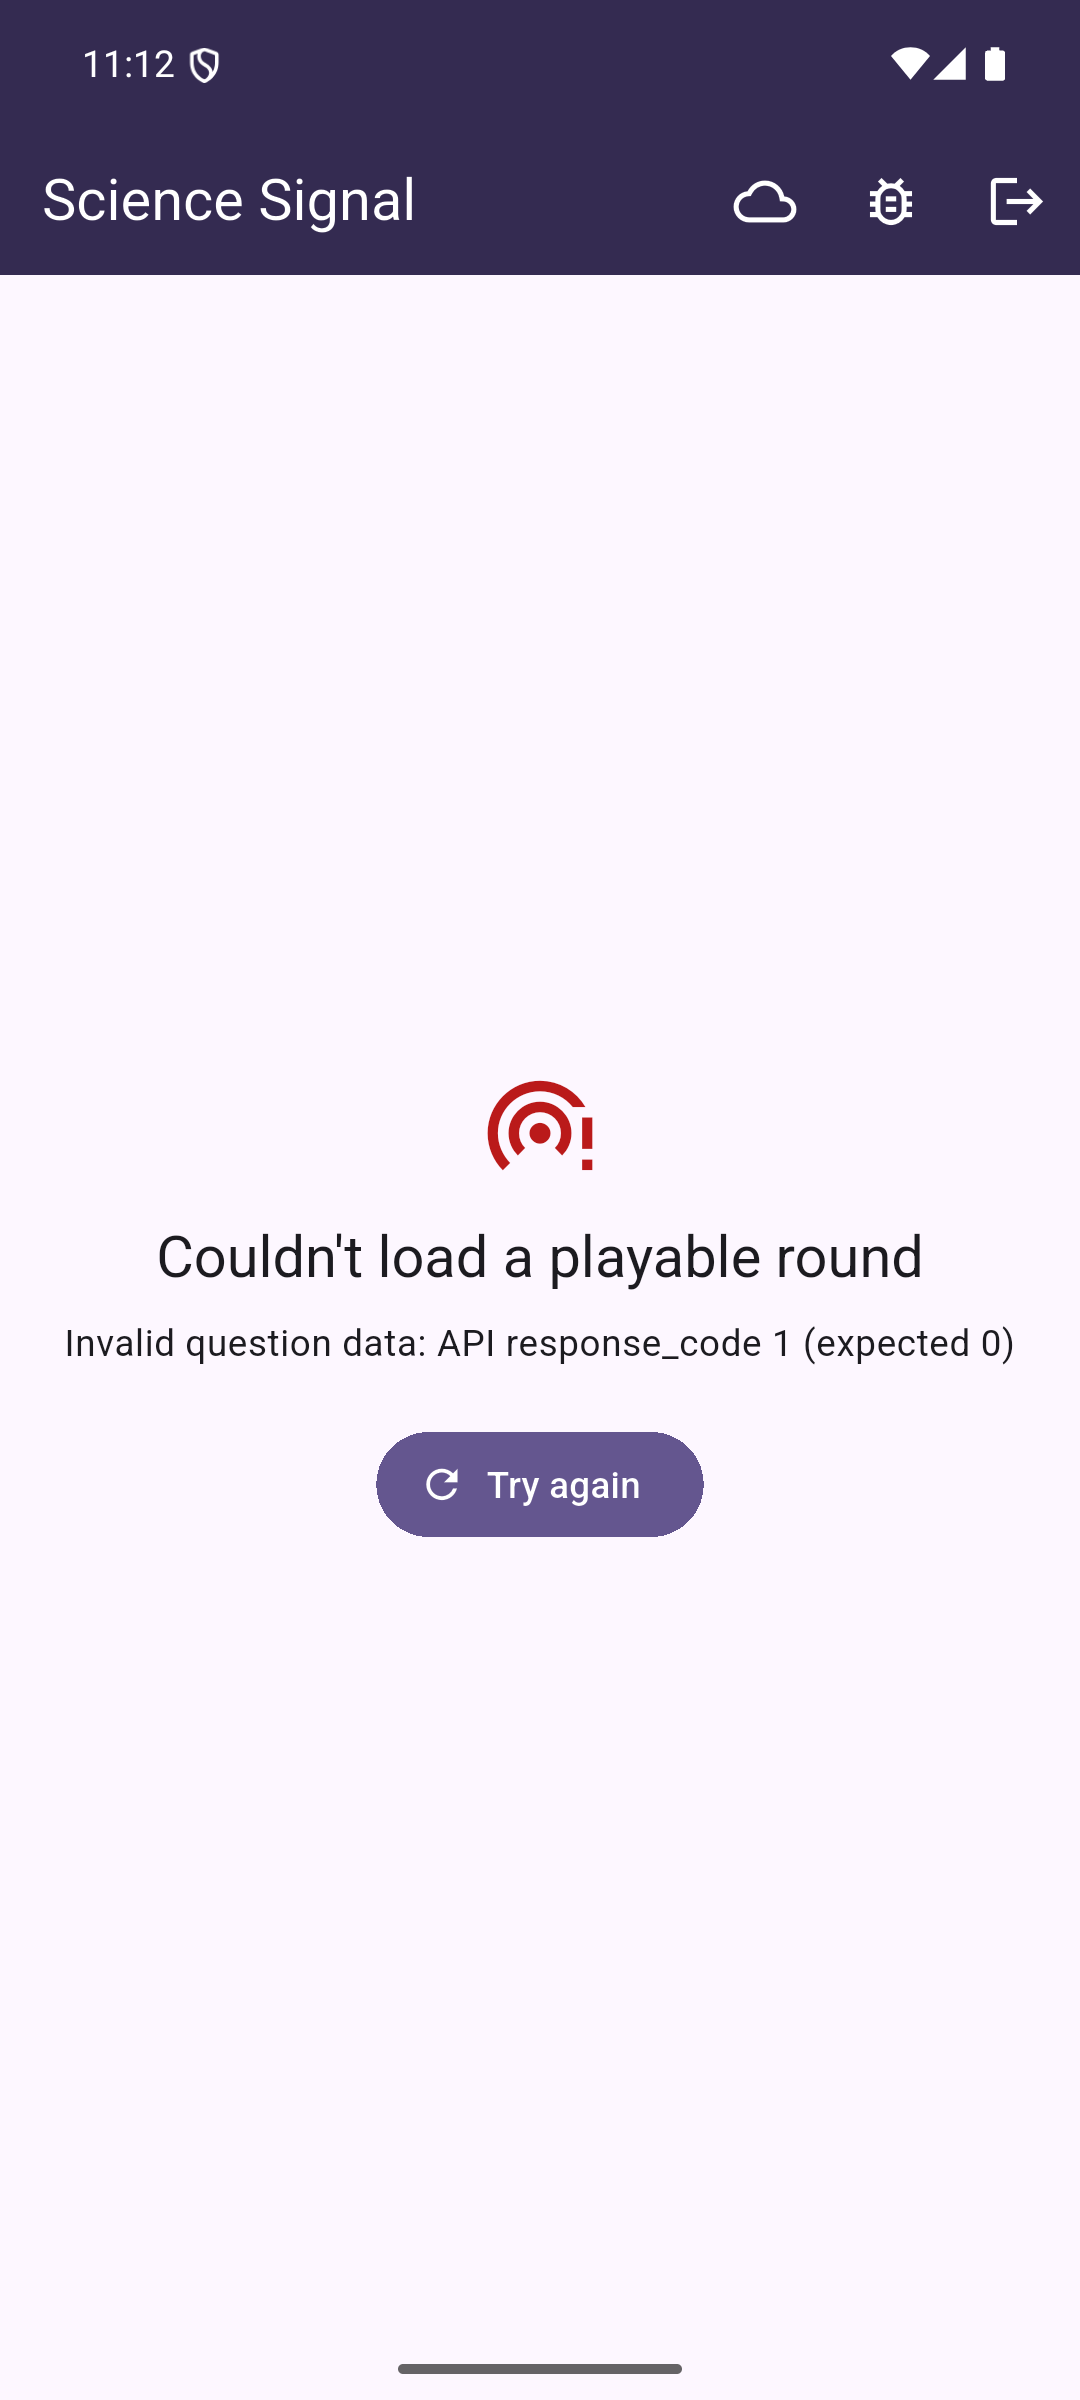 11:12
Science Signal
Couldn't load a playable round
Invalid question data: API response_code 1 (expected 0)
Try again